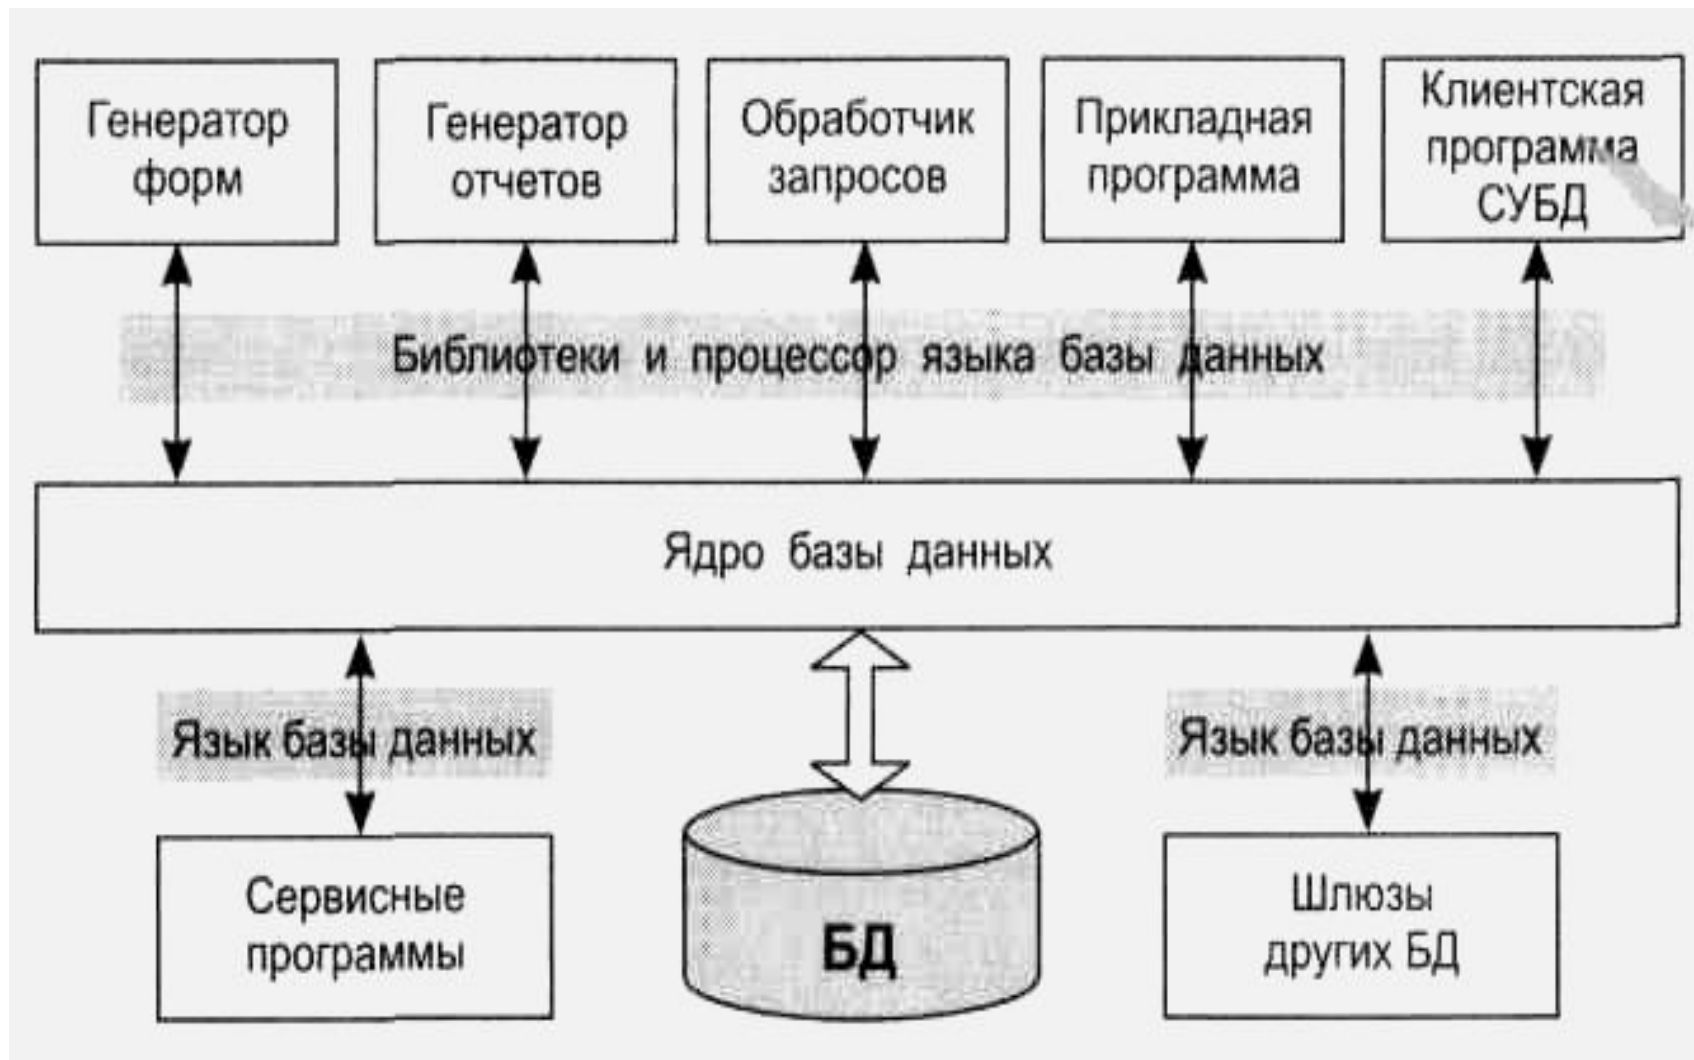 Генератор
форм
Генератор
отчетов
Обработчик
запросов
Прикладная
программа
Клиентская
программа
СУБД
Библиотеки и процессор языка базы данных
Ядро базы данных
Язык базы данных
Язык базы данных
Сервисные
программы
БД
Шлюзы
других БД